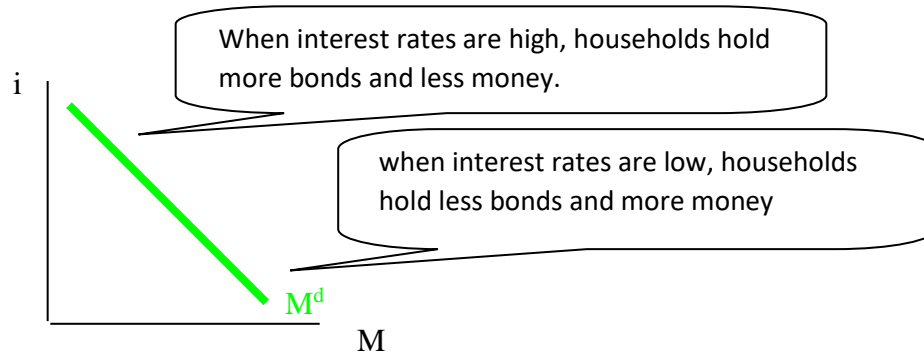 When interest rates are high, households hold
more bonds and less money.
i
when interest rates are low, households
hold less bonds and more money
Mᵈ
M